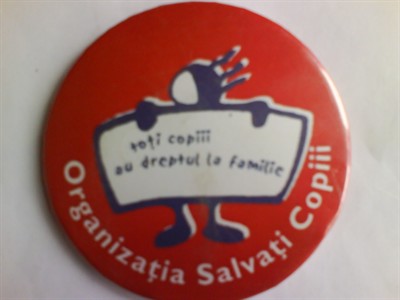 toți copiii
au dreptul la familie
Organizația Salvați Copiii